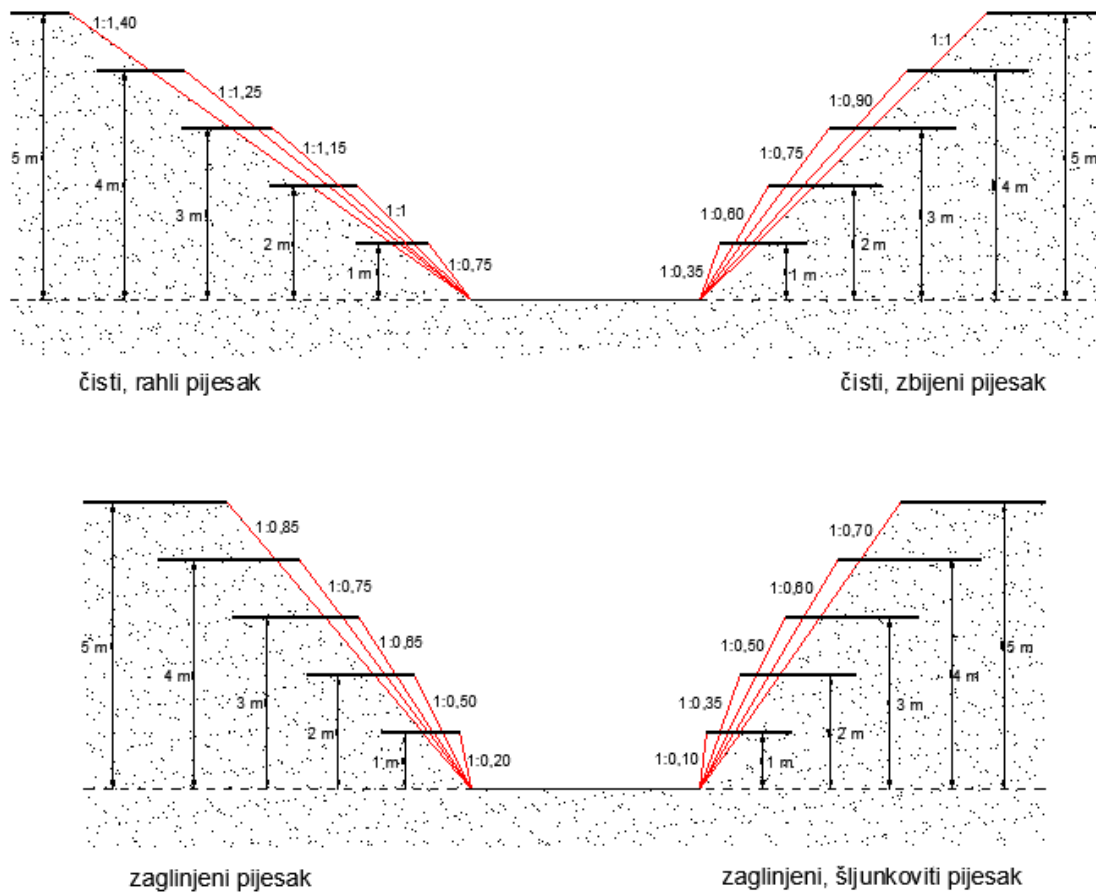 1:1,40
1:1,25
1:1,15
1:1
1:0,75
5 m
4 m
3 m
2 m
1 m
1:1
1:0,90
1:0,75
1:0,60
1:0,35
1 m
2 m
3 m
4 m
5 m
čisti, rahli pijesak
čisti, zbijeni pijesak
1:0,85
1:0,75
1:0,65
1:0,50
1:0,20
5 m
4 m
3 m
2 m
1 m
1:0,70
1:0,60
1:0,50
1:0,35
1:0,10
1 m
2 m
3 m
4 m
5 m
zaglinjeni pijesak
zaglinjeni, šljunkoviti pijesak